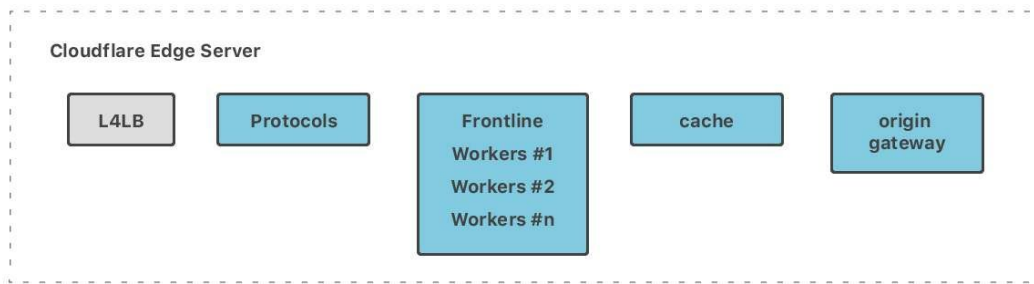 Cloudflare Edge Server
L4LB
Protocols
Frontline
Workers #1
Workers #2
Workers #n
cache
origin
gateway